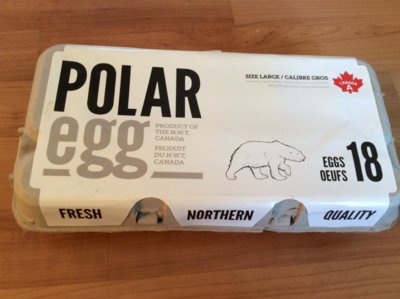 POLAR
egg
PRODUCT OF
THE N.W.T.,
CANADA
PRODUIT
DU N.W.T,
CANADA
SIZE LARGE / CALIBRE GROS
CANADA
A
EGGS
OEUFS
18
FRESH
NORTHERN
QUALITY